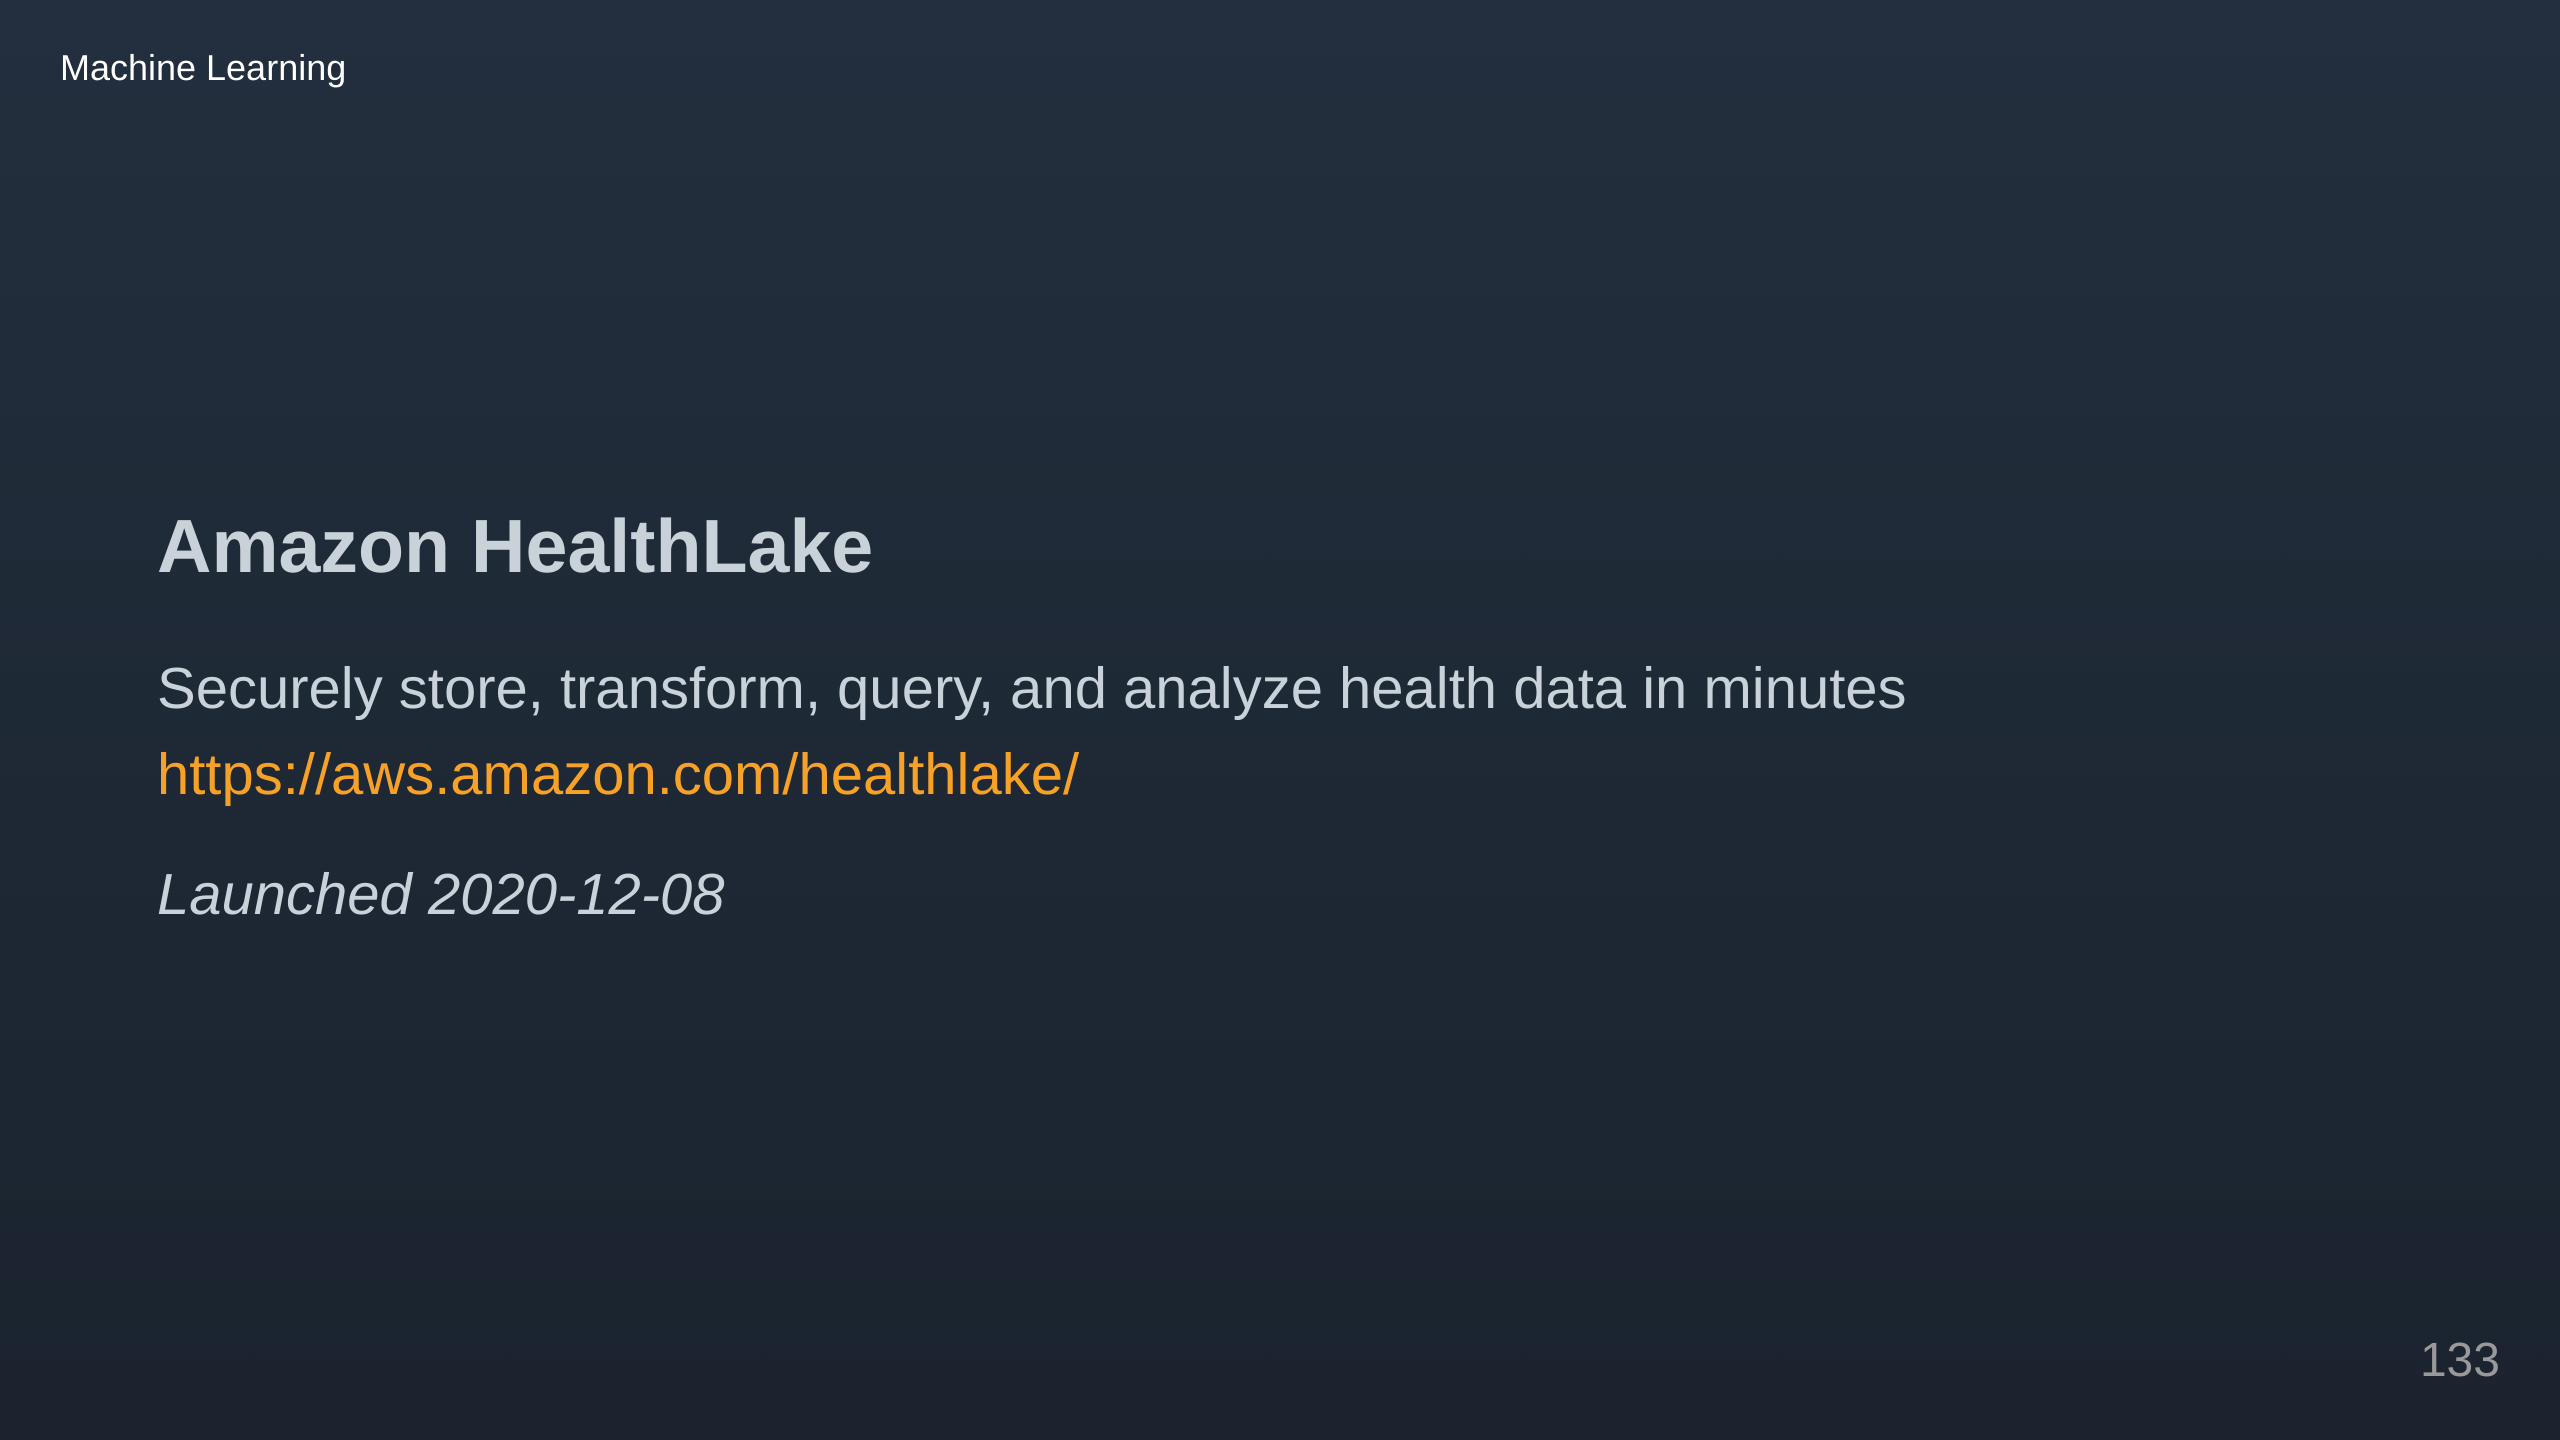 Machine Learning
Amazon HealthLake
Securely store, transform, query, and analyze health data in minutes
https://aws.amazon.com/healthlake/
Launched 2020-12-08
133